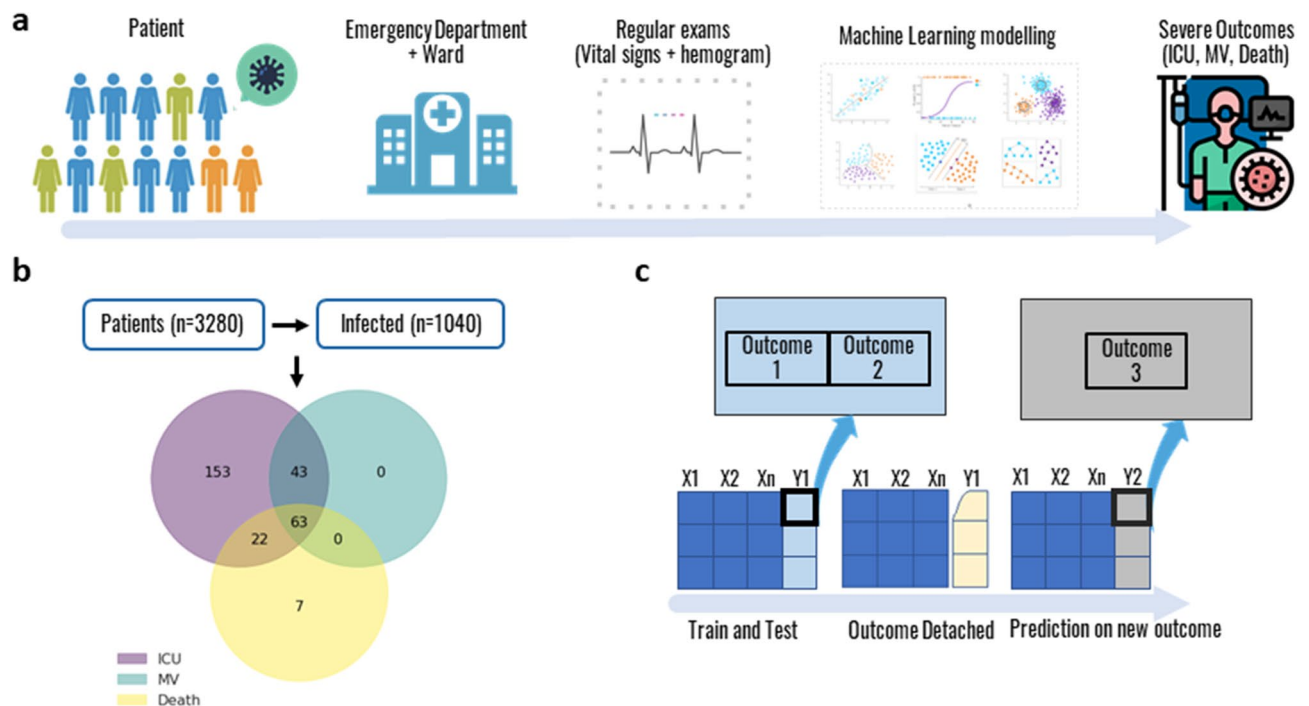 a
Patient
Emergency Department
+ Ward
Regular exams
(Vital signs + hemogram)
Machine Learning modelling
Severe Outcomes
(ICU, MV, Death)
b
Patients (n=3280)
Infected (n=1040)
153
43
0
63
22
0
7
ICU
MV
Death
c
Outcome
1
Outcome
2
Outcome
3
X1 X2 Xn Y1
X1 X2 Xn Y1
X1 X2 Xn Y2
Train and Test
Outcome Detached
Prediction on new outcome